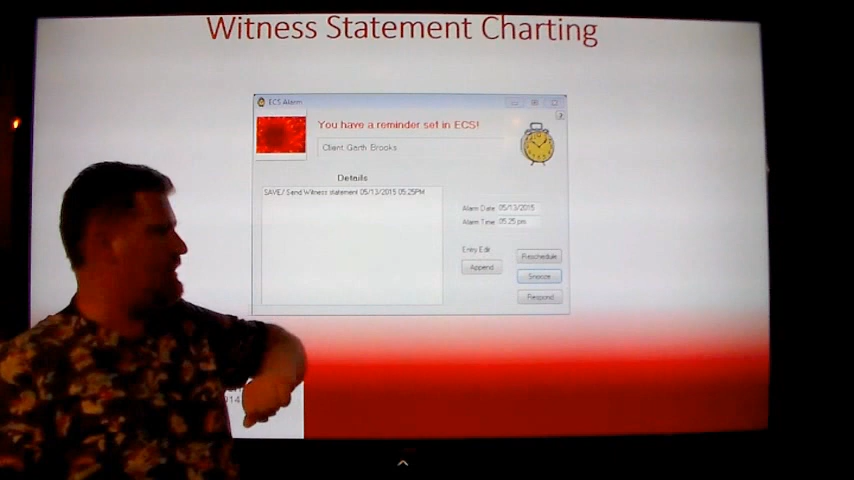 Witness Statement Charting
ECS Alarm
You have a reminder set in ECS!
Client: Garth Brooks
Details
SAVE/ Send Witness statement 05/13/2015 05:25PM
Alarm Date: 05/13/2015
Alarm Time: 05:25 pm
Entry Edit
Append
Reschedule
Snooze
Respond